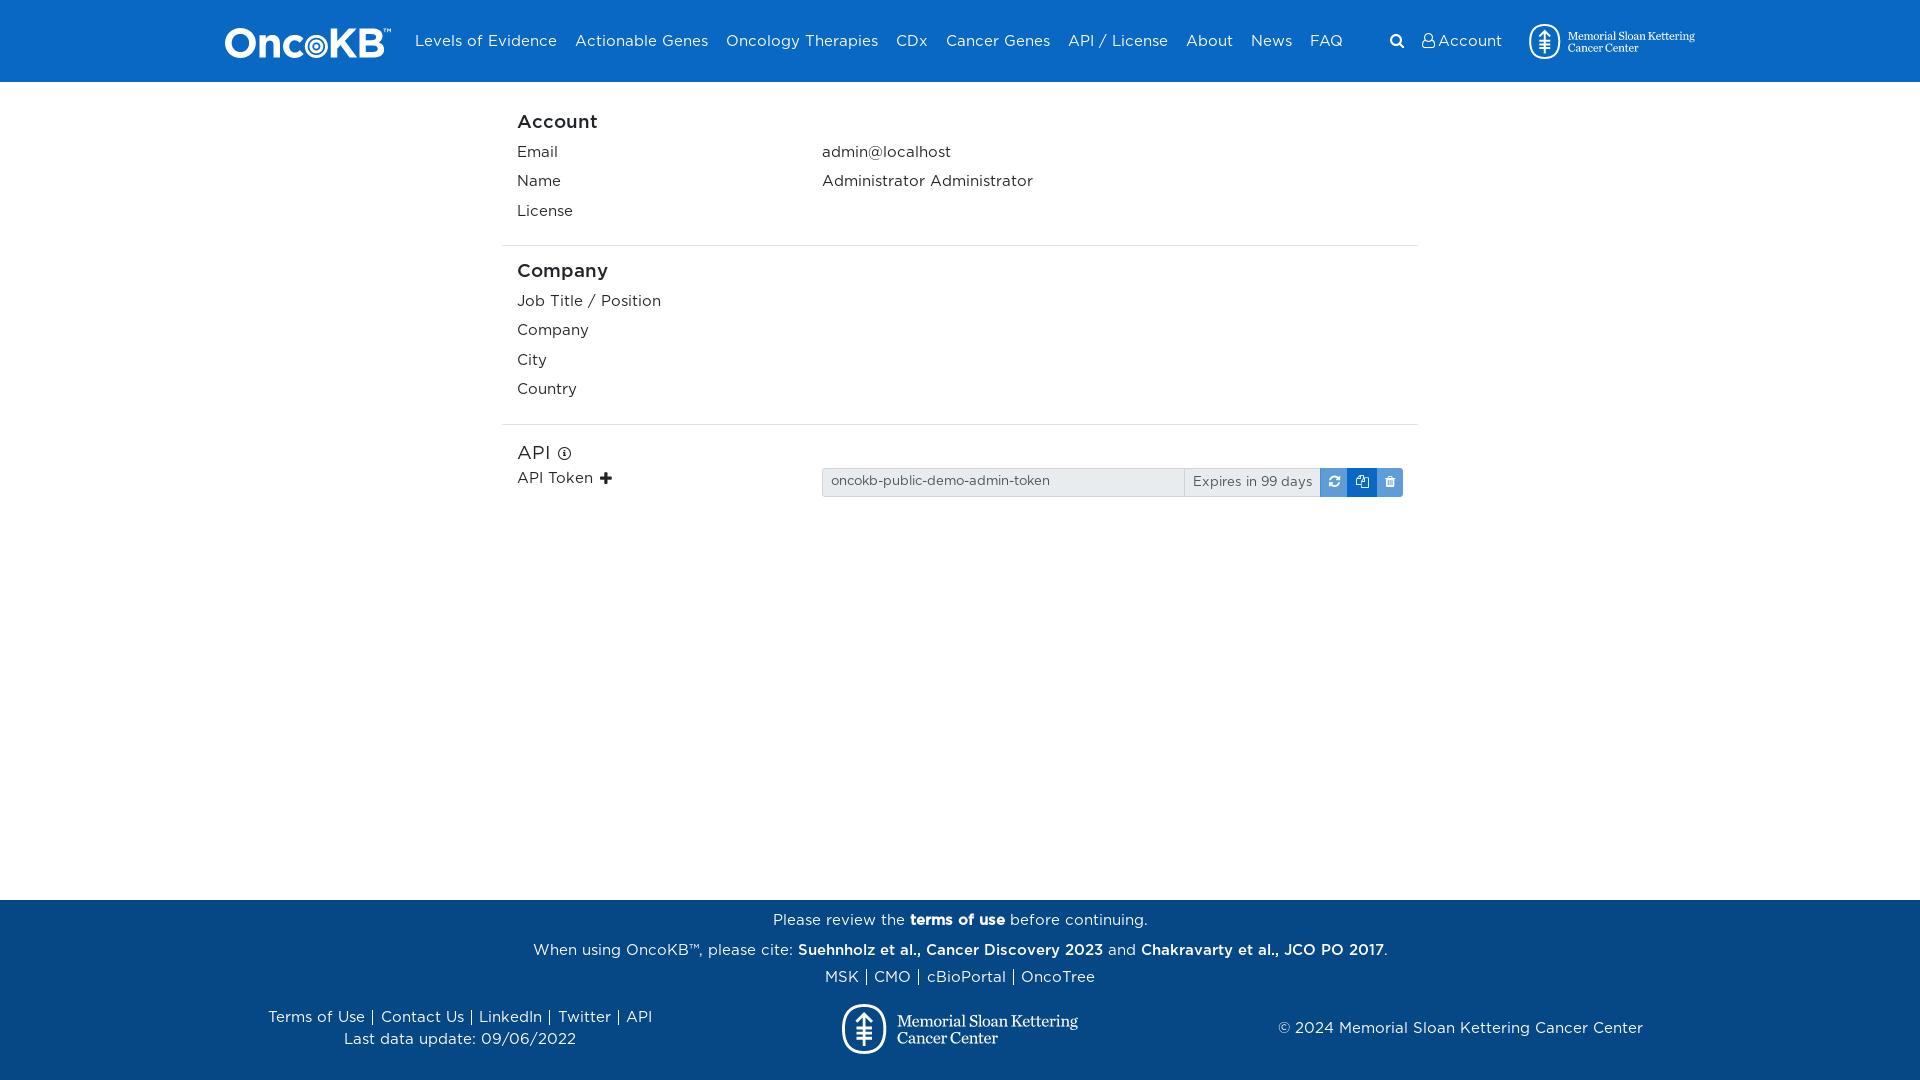 OncoKB™ Levels of Evidence Actionable Genes Oncology Therapies CDx Cancer Genes API / License About News FAQ Account Memorial Sloan Kettering
Cancer Center
Account
Email admin@localhost
Name Administrator Administrator
License
Company
Job Title / Position
Company
City
Country
API
API Token oncokb-public-demo-admin-token Expires in 99 days
Please review the terms of use before continuing.
When using OncoKB™, please cite: Suehnholz et al., Cancer Discovery 2023 and Chakravarty et al., JCO PO 2017.
MSK | CMO | cBioPortal | OncoTree
Terms of Use | Contact Us | LinkedIn | Twitter | API
Last data update: 09/06/2022
Memorial Sloan Kettering
Cancer Center
© 2024 Memorial Sloan Kettering Cancer Center